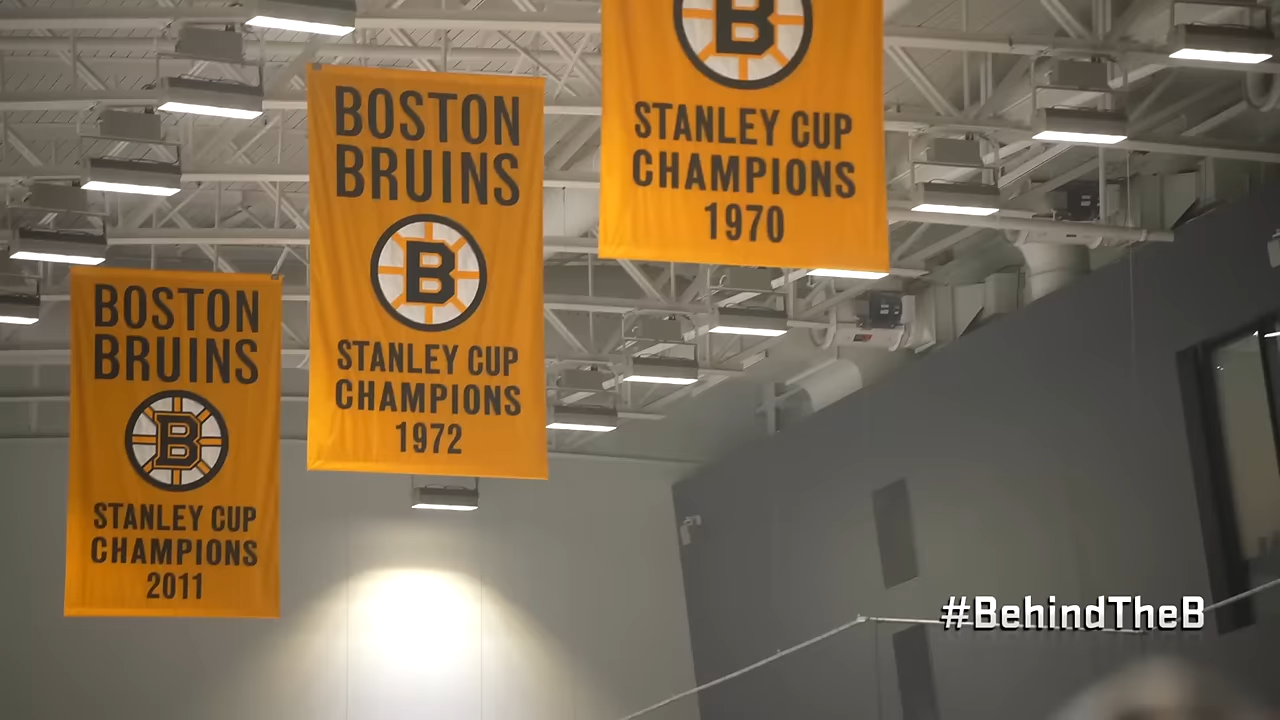 B
STANLEY CUP
CHAMPIONS
1970
BOSTON
BRUINS
B
STANLEY CUP
CHAMPIONS
1972
BOSTON
BRUINS
B
STANLEY CUP
CHAMPIONS
2011
#BehindTheB